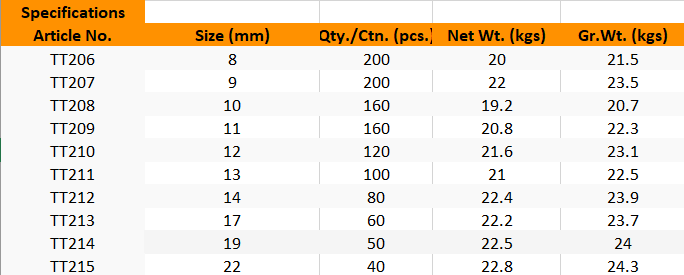 Specifications
Article No. Size (mm) Qty./Ctn. (pcs.) Net Wt. (kgs) Gr.Wt. (kgs)
TT206 8 200 20 21.5
TT207 9 200 22 23.5
TT208 10 160 19.2 20.7
TT209 11 160 20.8 22.3
TT210 12 120 21.6 23.1
TT211 13 100 21 22.5
TT212 14 80 22.4 23.9
TT213 17 60 22.2 23.7
TT214 19 50 22.5 24
TT215 22 40 22.8 24.3